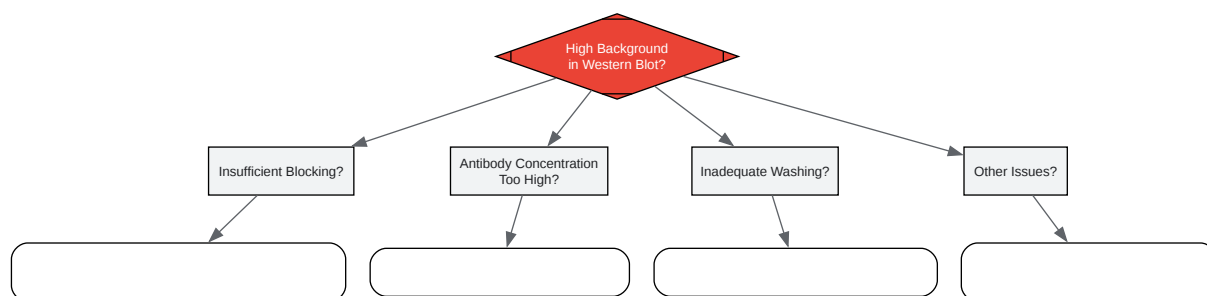 High Background
in Western Blot?
Insufficient Blocking?
Antibody Concentration
Too High?
Inadequate Washing?
Other Issues?